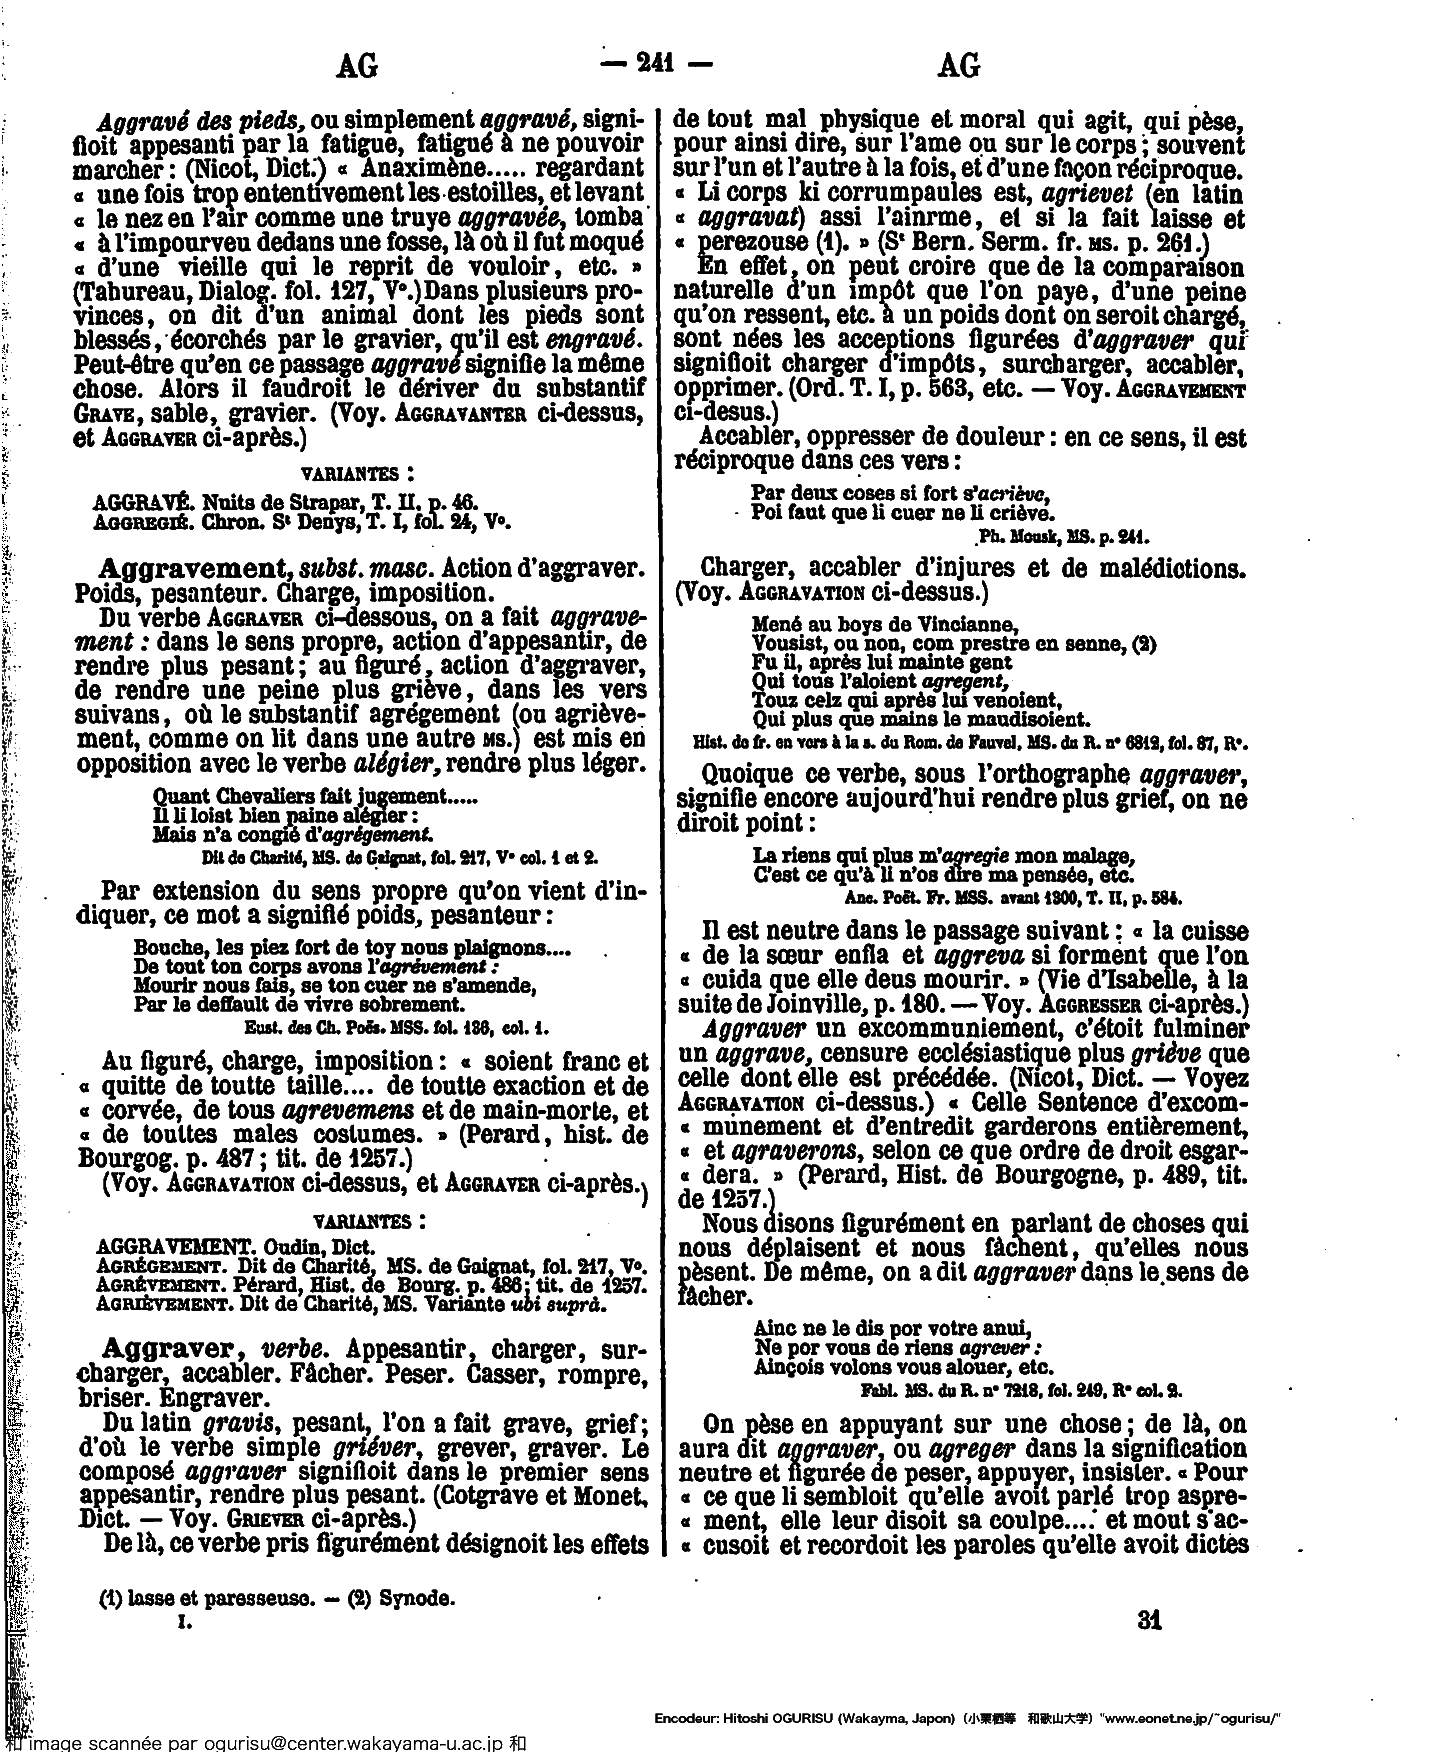 AG
— 241 —
AG
Aggravé des pieds, ou simplement aggravé, signi-
fioit appesanti par la fatigue, fatigué à ne pouvoir
marcher : (Nicot, Dict.) « Anaximène..... regardant
« une fois trop ententivement les estoilles, et levant
« le nez en l'air comme une truye aggravée, tomba
« à l'impourveu dedans une fosse, là où il fut moqué
« d'une vieille qui le reprit de vouloir, etc. »
(Tahureau, Dialog. fol. 127, V°.) Dans plusieurs pro-
vinces, on dit d'un animal dont les pieds sont
blessés, écorchés par le gravier, qu'il est engravé.
Peut-être qu'en ce passage aggravé signifie la même
chose. Alors il faudroit le dériver du substantif
GRAVE, sable, gravier. (Voy. AGGRAVANTER ci-dessus,
et AGGRAVER ci-après.)
VARIANTES :
AGGRAVÉ. Nuits de Strapar, T. II, p. 46.
AGGREGIÉ. Chron. St Denys, T. I, fol. 24, V°.
Aggravement, subst. masc. Action d'aggraver.
Poids, pesanteur. Charge, imposition.
Du verbe AGGRAVER ci-dessous, on a fait aggrave-
ment : dans le sens propre, action d'appesantir, de
rendre plus pesant ; au figuré, action d'aggraver,
de rendre une peine plus griève, dans les vers
suivans, où le substantif agrégement (ou agriève-
ment, comme on lit dans une autre MS.) est mis en
opposition avec le verbe alégier, rendre plus léger.
Quant Chevaliers fait jugement.....
Il li loist bien paine alégier :
Mais n'a congié d'agrégement.
Dit de Charité, MS. de Gaignat, fol. 217, V° col. 1 et 2.
Par extension du sens propre qu'on vient d'in-
diquer, ce mot a signifié poids, pesanteur :
Bouche, les piez fort de toy nous plaignons....
De tout ton corps avons l'agrévement :
Mourir nous fais, se ton cuer ne s'amende,
Par le deffault de vivre sobrement.
Eust. des Ch. Poës. MSS. fol. 136, col. 1.
Au figuré, charge, imposition : « soient franc et
« quitte de toutte taille.... de toutte exaction et de
« corvée, de tous agrevemens et de main-morte, et
« de touttes males costumes. » (Perard, hist. de
Bourgog. p. 487 ; tit. de 1257.)
(Voy. AGGRAVATION ci-dessus, et AGGRAVER ci-après.)
VARIANTES :
AGGRAVEMENT. Oudin, Dict.
AGRÉGEMENT. Dit de Charité, MS. de Gaignat, fol. 217, V°.
AGRÉVEMENT. Pérard, Hist. de Bourg. p. 486 ; tit. de 1257.
AGRIÈVEMENT. Dit de Charité, MS. Variante ubi suprà.
Aggraver, verbe. Appesantir, charger, sur-
charger, accabler. Fâcher. Peser. Casser, rompre,
briser. Engraver.
Du latin gravis, pesant, l'on a fait grave, grief ;
d'où le verbe simple griéver, grever, graver. Le
composé aggraver signifioit dans le premier sens
appesantir, rendre plus pesant. (Cotgrave et Monet,
Dict. — Voy. GRIEVER ci-après.)
De là, ce verbe pris figurément désignoit les effets
de tout mal physique et moral qui agit, qui pèse,
pour ainsi dire, sur l'ame ou sur le corps ; souvent
sur l'un et l'autre à la fois, et d'une façon réciproque.
« Li corps ki corrumpaules est, agrievet (en latin
« aggravat) assi l'ainrme, et si la fait laisse et
« perezouse (1). » (St Bern. Serm. fr. MS. p. 261.)
En effet, on peut croire que de la comparaison
naturelle d'un impôt que l'on paye, d'une peine
qu'on ressent, etc. à un poids dont on seroit chargé,
sont nées les acceptions figurées d'aggraver qui
signifioit charger d'impôts, surcharger, accabler,
opprimer. (Ord. T. I, p. 563, etc. — Voy. AGGRAVEMENT
ci-desus.)
Accabler, oppresser de douleur : en ce sens, il est
réciproque dans ces vers :
Par deux coses si fort s'acriève,
Poi faut que li cuer ne li criève.
Ph. Mousk, MS. p. 241.
Charger, accabler d'injures et de malédictions.
(Voy. AGGRAVATION ci-dessus.)
Mené au boys de Vincianne,
Vousist, ou non, com prestre en senne, (2)
Fu il, après lui mainte gent
Qui tous l'aloient agregent,
Touz celz qui après lui venoient,
Qui plus que mains le maudisoient.
Hist. de fr. en vers à la s. du Rom. de Fauvel, MS. du R. n° 6812, fol. 87, R°.
Quoique ce verbe, sous l'orthographe aggraver,
signifie encore aujourd'hui rendre plus grief, on ne
diroit point :
La riens qui plus m'agregie mon malage,
C'est ce qu'à li n'os dire ma pensée, etc.
Anc. Poët. Fr. MSS. avant 1300, T. II, p. 584.
Il est neutre dans le passage suivant : « la cuisse
« de la sœur enfla et aggreva si forment que l'on
« cuida que elle deus mourir. » (Vie d'Isabelle, à la
suite de Joinville, p. 180. — Voy. AGGRESSER ci-après.)
Aggraver un excommuniement, c'étoit fulminer
un aggrave, censure ecclésiastique plus griève que
celle dont elle est précédée. (Nicot, Dict. — Voyez
AGGRAVATION ci-dessus.) « Celle Sentence d'excom-
« munement et d'entredit garderons entièrement,
« et agraverons, selon ce que ordre de droit esgar-
« dera. » (Perard, Hist. de Bourgogne, p. 489, tit.
de 1257.)
Nous disons figurément en parlant de choses qui
nous déplaisent et nous fâchent, qu'elles nous
pèsent. De même, on a dit aggraver dans le sens de
fâcher.
Ainc ne le dis por votre anui,
Ne por vous de riens agrever :
Ainçois volons vous alouer, etc.
Fabl. MS. du R. n° 7218, fol. 249, R° col. 2.
On pèse en appuyant sur une chose ; de là, on
aura dit aggraver, ou agreger dans la signification
neutre et figurée de peser, appuyer, insister. « Pour
« ce que li sembloit qu'elle avoit parlé trop aspre-
« ment, elle leur disoit sa coulpe.... et mout s'ac-
« cusoit et recordoit les paroles qu'elle avoit dictes
(1) lasse et paresseuse. — (2) Synode.
I.
31
Encodeur: Hitoshi OGURISU (Wakayma, Japon) (小栗栖等 和歌山大学) "www.eonet.ne.jp/~ogurisu/"
和 image scannée par ogurisu@center.wakayama-u.ac.jp 和